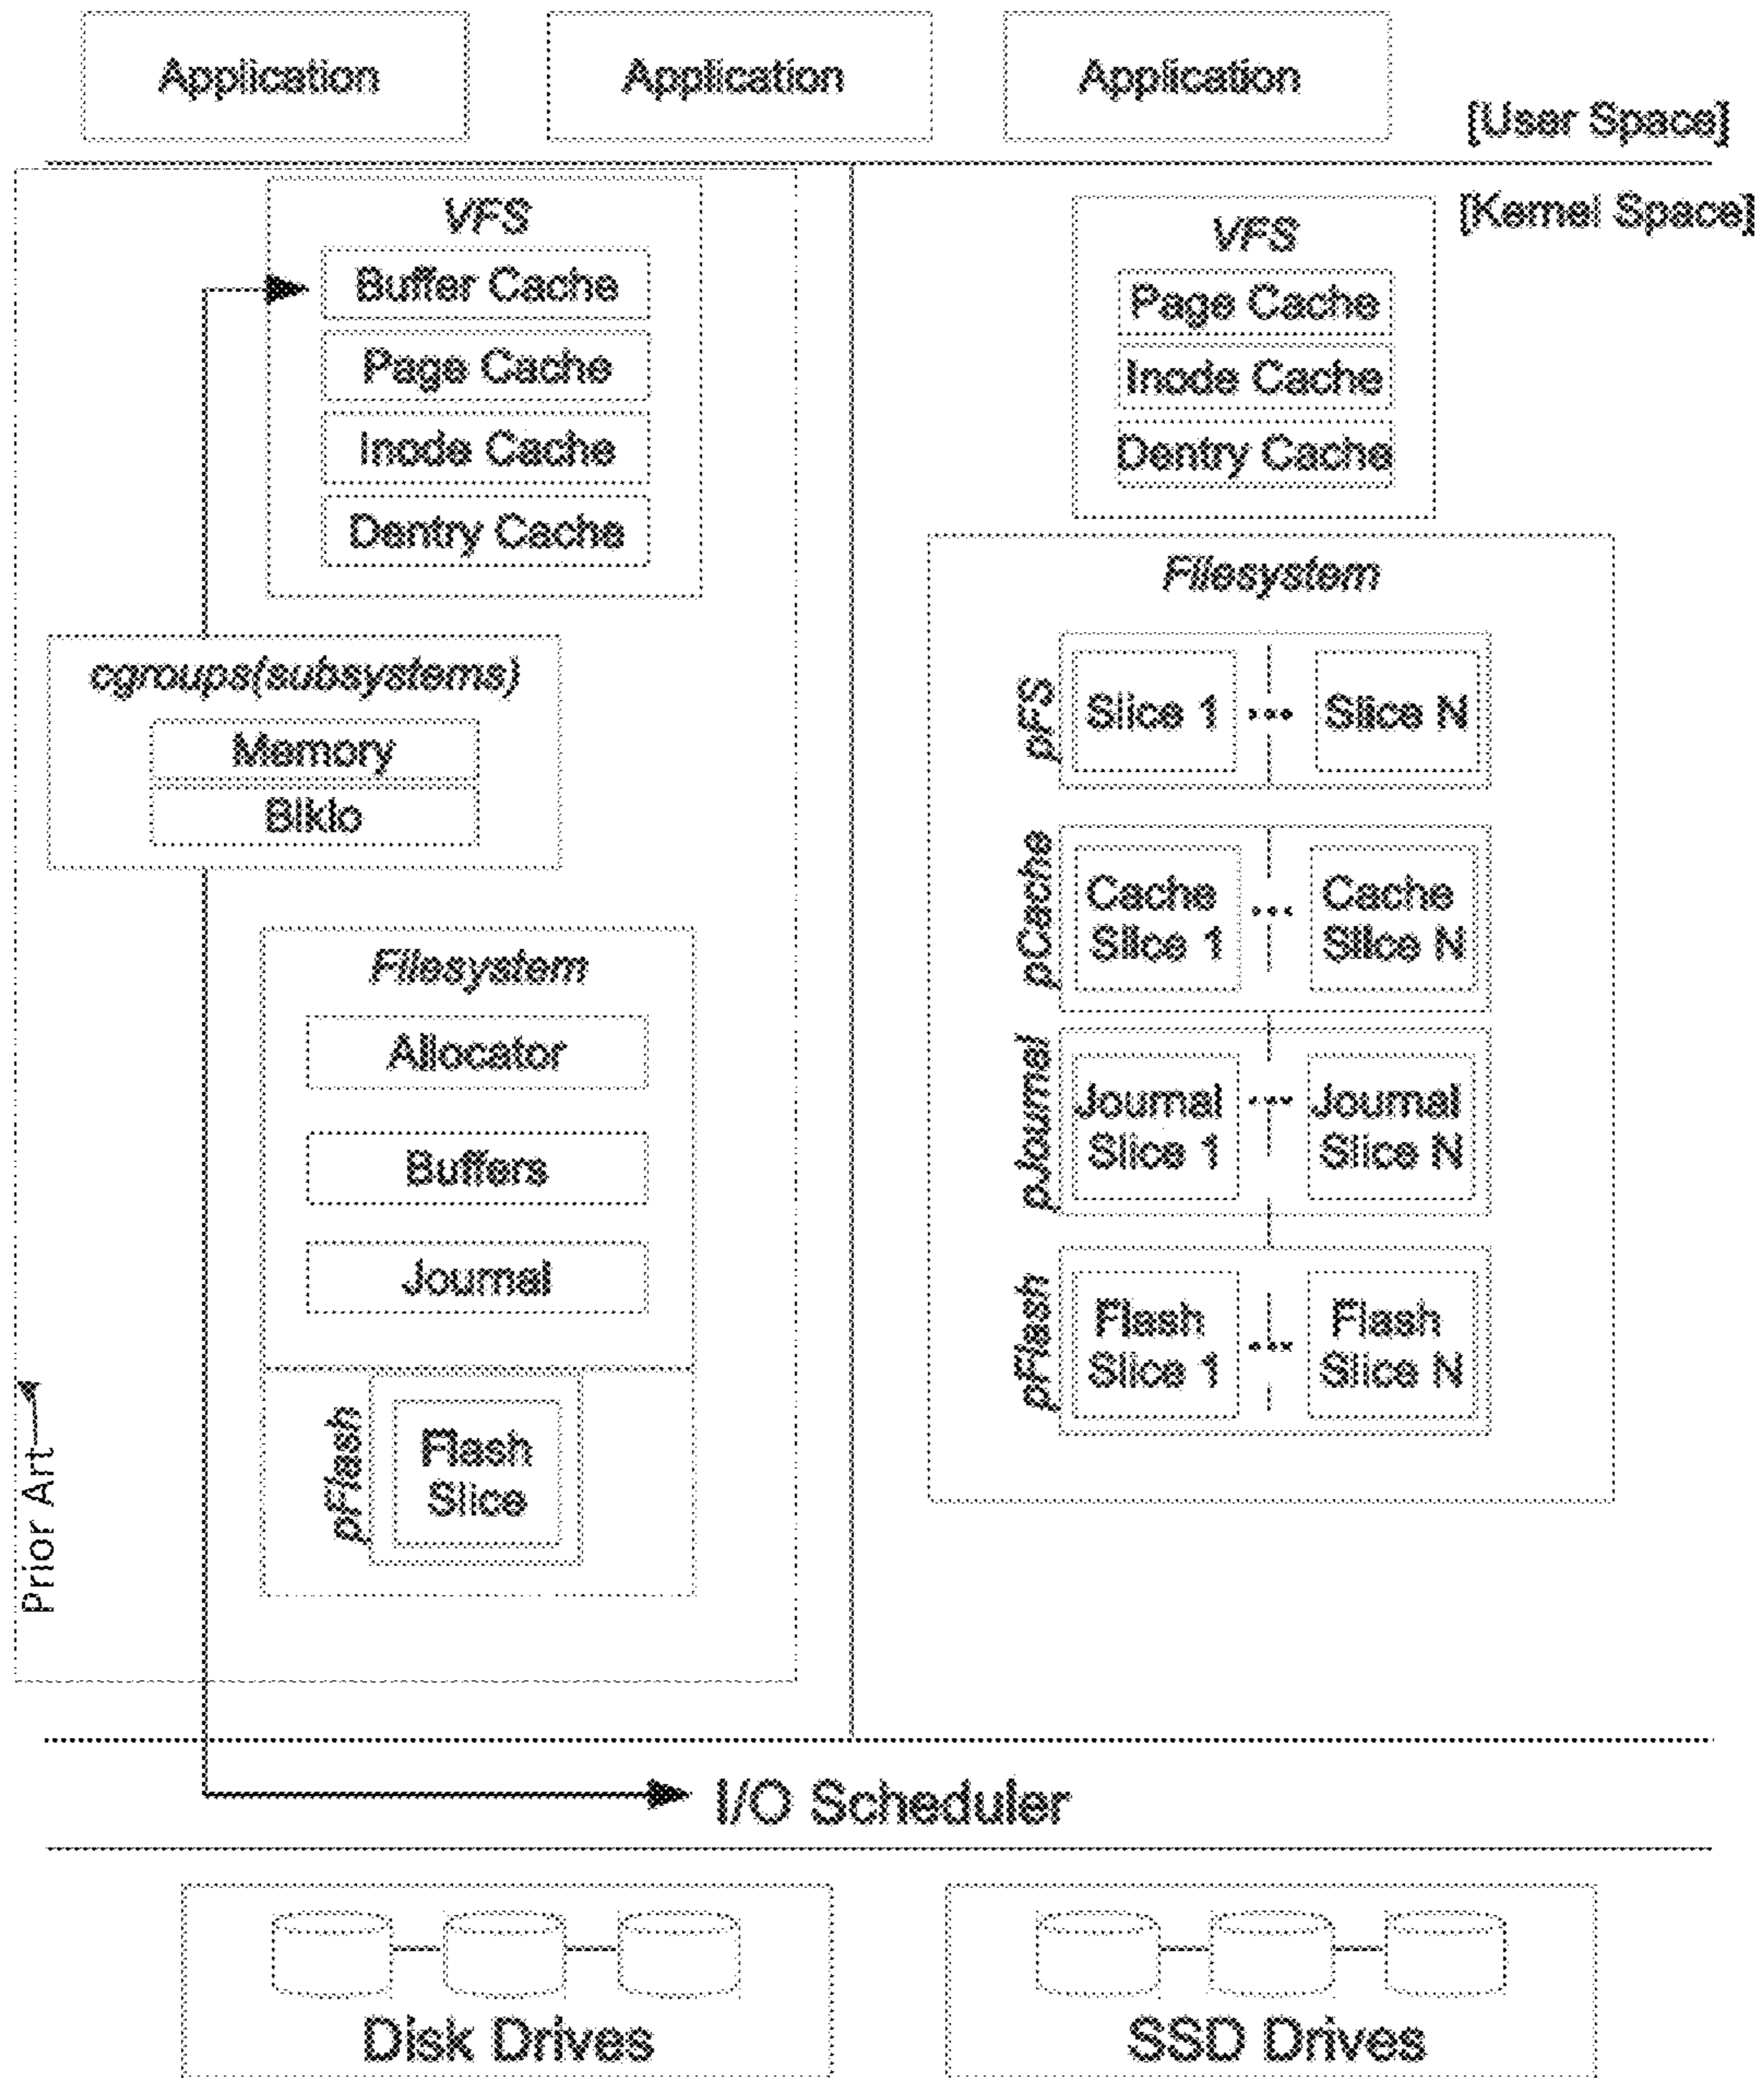 Application
Application
Application
[User Space]
[Kernel Space]
VFS
Buffer Cache
Page Cache
Inode Cache
Dentry Cache
cgroups(subsystems)
Memory
Blkio
Filesystem
Allocator
Buffers
Journal
pFlash
Flash
Slice
Prior Art
VFS
Page Cache
Inode Cache
Dentry Cache
Filesystem
pFS
Slice 1
...
Slice N
pCache
Cache
Slice 1
...
Cache
Slice N
pJournal
Journal
Slice 1
...
Journal
Slice N
pFlash
Flash
Slice 1
...
Flash
Slice N
I/O Scheduler
Disk Drives
SSD Drives